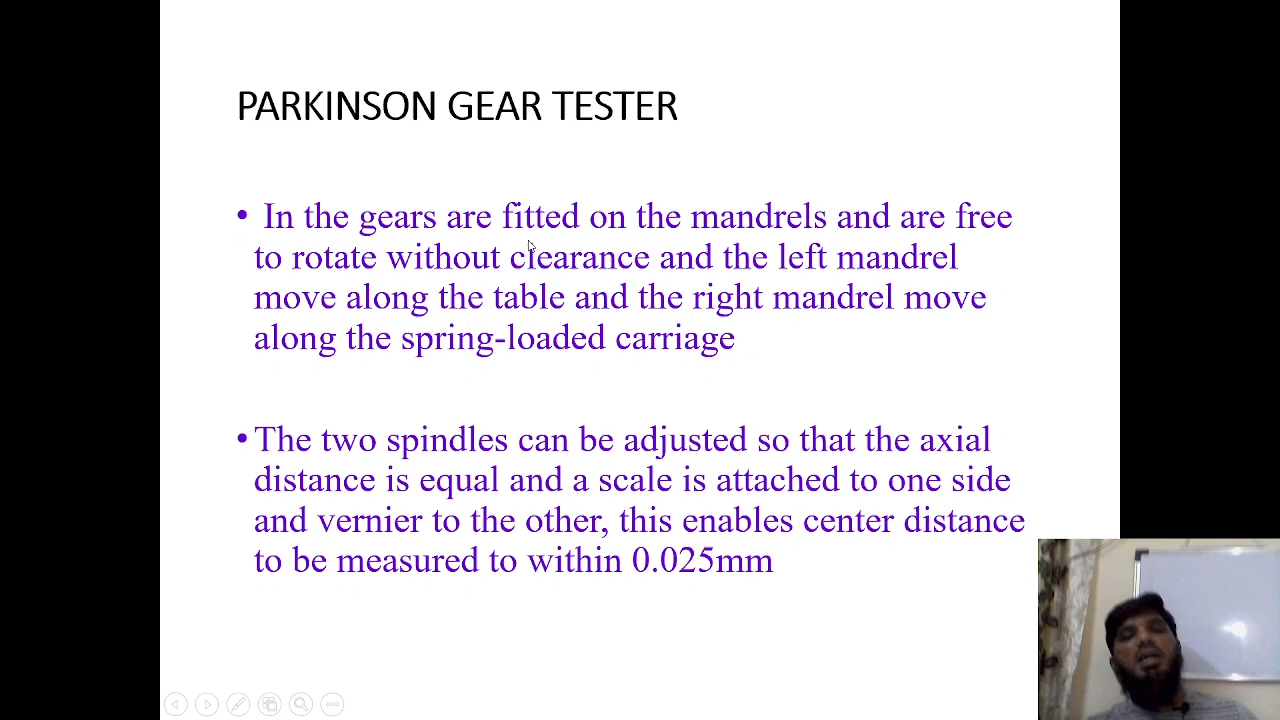 PARKINSON GEAR TESTER
• In the gears are fitted on the mandrels and are free
to rotate without clearance and the left mandrel
move along the table and the right mandrel move
along the spring-loaded carriage
• The two spindles can be adjusted so that the axial
distance is equal and a scale is attached to one side
and vernier to the other, this enables center distance
to be measured to within 0.025mm